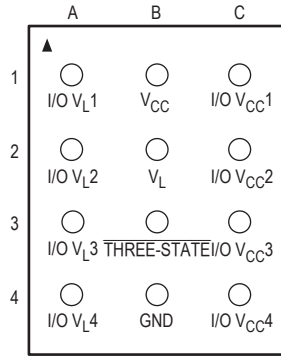 A B C
1
I/O VL1 VCC I/O VCC1
2
I/O VL2 VL I/O VCC2
3
I/O VL3 THREE-STATE I/O VCC3
4
I/O VL4 GND I/O VCC4